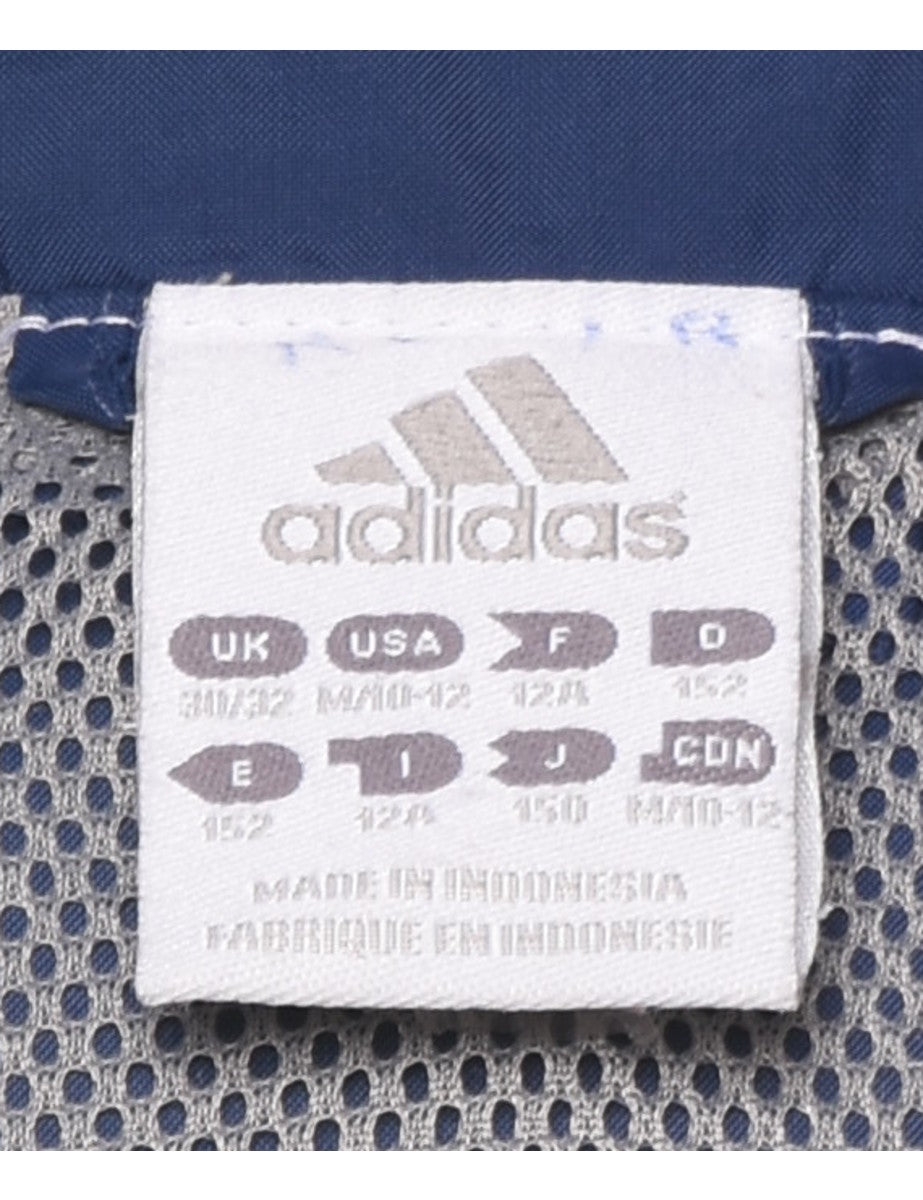 adidas
UK USA F D
30/32 M/10-12 12A 152
E I J CDN
152 12A 150 M/10-12
MADE IN INDONESIA
FABRIQUE EN INDONESIE